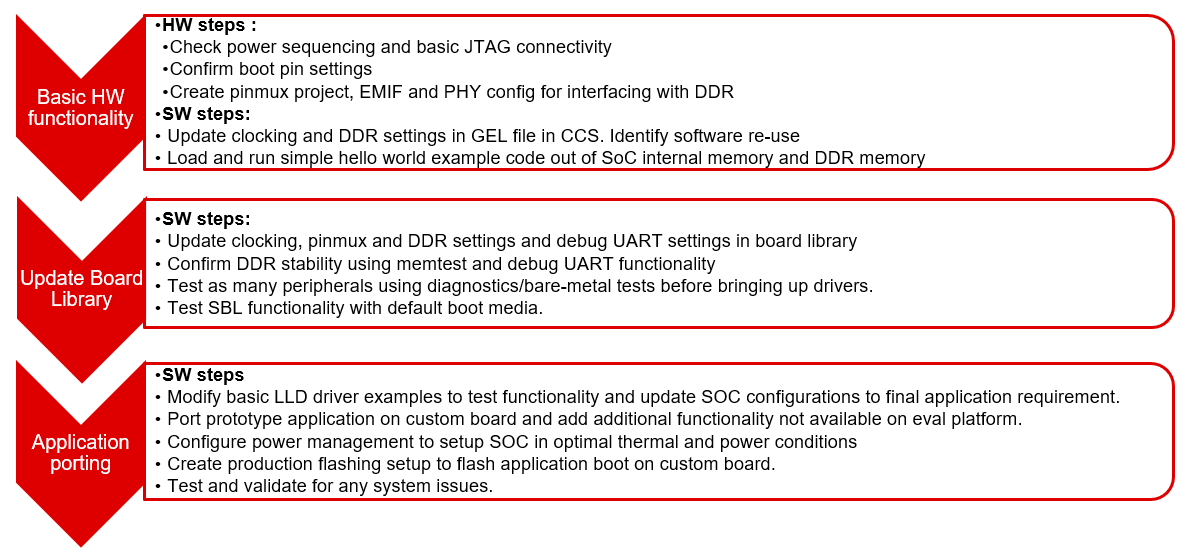 Basic HW
functionality
•HW steps :
•Check power sequencing and basic JTAG connectivity
•Confirm boot pin settings
•Create pinmux project, EMIF and PHY config for interfacing with DDR
•SW steps:
• Update clocking and DDR settings in GEL file in CCS. Identify software re-use
• Load and run simple hello world example code out of SoC internal memory and DDR memory
Update Board
Library
•SW steps:
• Update clocking, pinmux and DDR settings and debug UART settings in board library
• Confirm DDR stability using memtest and debug UART functionality
• Test as many peripherals using diagnostics/bare-metal tests before bringing up drivers.
• Test SBL functionality with default boot media.
Application
porting
•SW steps
• Modify basic LLD driver examples to test functionality and update SOC configurations to final application requirement.
• Port prototype application on custom board and add additional functionality not available on eval platform.
• Configure power management to setup SOC in optimal thermal and power conditions
• Create production flashing setup to flash application boot on custom board.
• Test and validate for any system issues.